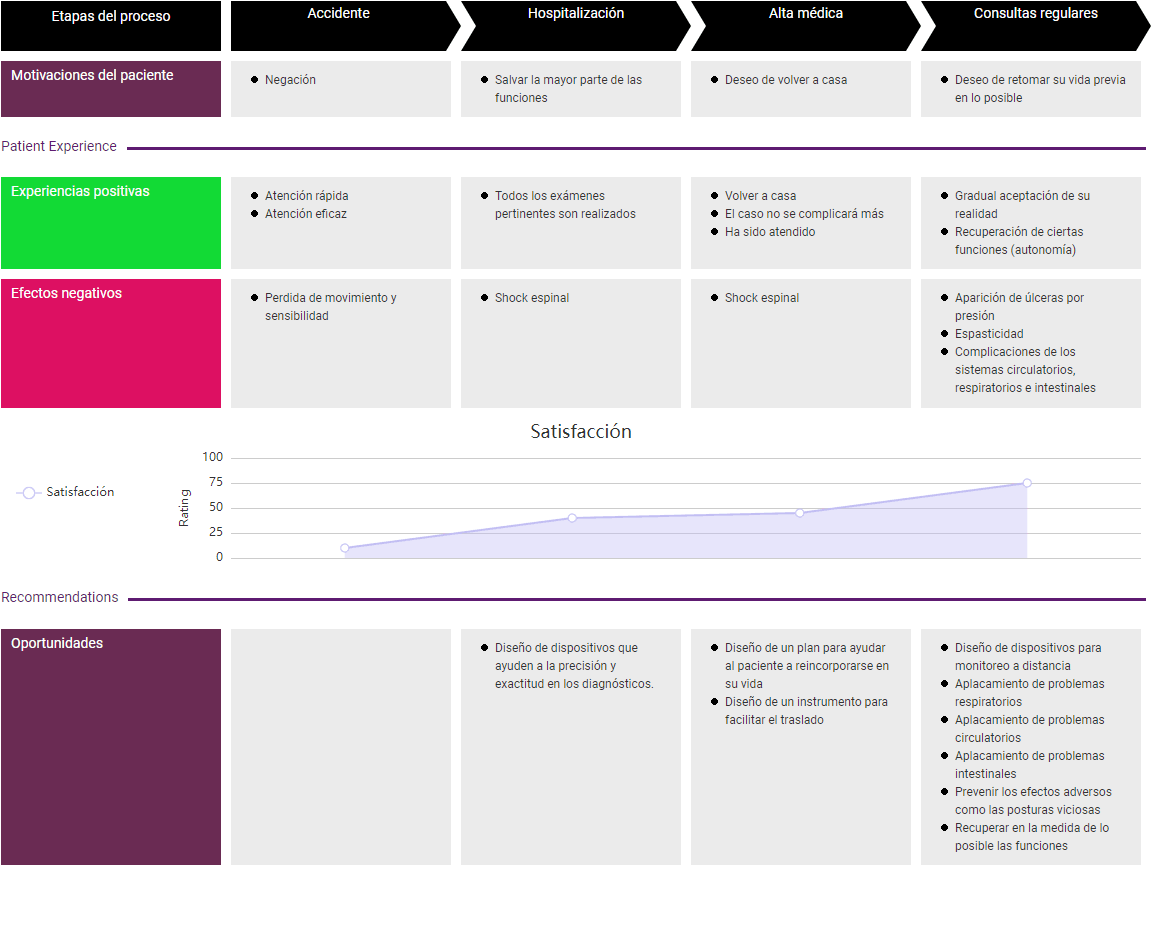 Etapas del proceso
Accidente
Hospitalización
Alta médica
Consultas regulares
Motivaciones del paciente
Negación
Salvar la mayor parte de las
funciones
Deseo de volver a casa
Deseo de retomar su vida previa
en lo posible
Patient Experience
Experiencias positivas
Atención rápida
Atención eficaz
Todos los exámenes
pertinentes son realizados
Volver a casa
El caso no se complicará más
Ha sido atendido
Gradual aceptación de su
realidad
Recuperación de ciertas
funciones (autonomía)
Efectos negativos
Perdida de movimiento y
sensibilidad
Shock espinal
Shock espinal
Aparición de úlceras por
presión
Espasticidad
Complicaciones de los
sistemas circulatorios,
respiratorios e intestinales
Satisfacción
Satisfacción
Rating
100
75
50
25
0
Recommendations
Oportunidades
Diseño de dispositivos que
ayuden a la precisión y
exactitud en los diagnósticos.
Diseño de un plan para ayudar
al paciente a reincorporarse en
su vida
Diseño de un instrumento para
facilitar el traslado
Diseño de dispositivos para
monitoreo a distancia
Aplacamiento de problemas
respiratorios
Aplacamiento de problemas
circulatorios
Aplacamiento de problemas
intestinales
Prevenir los efectos adversos
como las posturas viciosas
Recuperar en la medida de lo
posible las funciones